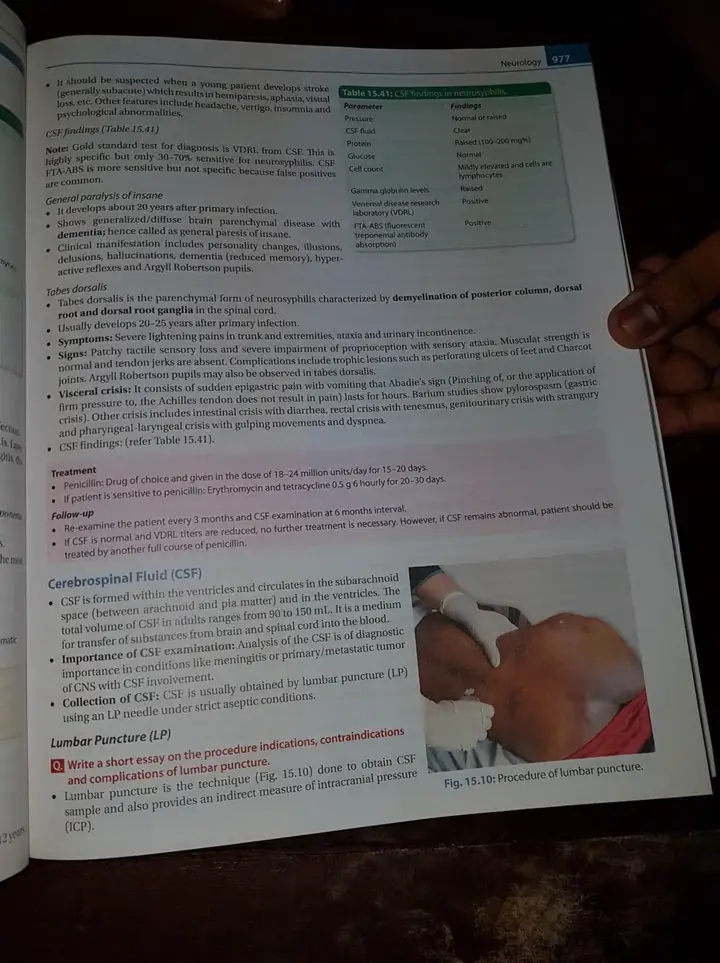 Neurology 977
• It should be suspected when a young patient develops stroke
(generally subacute) which results in hemiparesis, aphasia, visual
loss, etc. Other features include headache, vertigo, insomnia and
psychological abnormalities.
CSF findings (Table 15.41)
Note: Gold standard test for diagnosis is VDRL from CSF. This is
highly specific but only 30–70% sensitive for neurosyphilis. CSF
FTA-ABS is more sensitive but not specific because false positives
are common.
General paralysis of insane
• It develops about 20 years after primary infection.
• Shows generalized/diffuse brain parenchymal disease with
dementia; hence called as general paresis of insane.
• Clinical manifestation includes personality changes, illusions,
delusions, hallucinations, dementia (reduced memory), hyper-
active reflexes and Argyll Robertson pupils.
Table 15.41: CSF findings in neurosyphilis.
Parameter Findings
Pressure Normal or raised
CSF fluid Clear
Protein Raised (100–200 mg%)
Glucose Normal
Cell count Mildly elevated and cells are
lymphocytes
Gamma globulin levels Raised
Venereal disease research Positive
laboratory (VDRL)
FTA-ABS (fluorescent Positive
treponemal antibody
absorption)
Tabes dorsalis
• Tabes dorsalis is the parenchymal form of neurosyphilis characterized by demyelination of posterior column, dorsal
root and dorsal root ganglia in the spinal cord.
• Usually develops 20–25 years after primary infection.
• Symptoms: Severe lightening pains in trunk and extremities, ataxia and urinary incontinence.
• Signs: Patchy tactile sensory loss and severe impairment of proprioception with sensory ataxia. Muscular strength is
normal and tendon jerks are absent. Complications include trophic lesions such as perforating ulcers of feet and Charcot
joints. Argyll Robertson pupils may also be observed in tabes dorsalis.
• Visceral crisis: It consists of sudden epigastric pain with vomiting that Abadie's sign (Pinching of, or the application of
firm pressure to, the Achilles tendon does not result in pain) lasts for hours. Barium studies show pylorospasm (gastric
crisis). Other crisis includes intestinal crisis with diarrhea, rectal crisis with tenesmus, genitourinary crisis with strangury
and pharyngeal-laryngeal crisis with gulping movements and dyspnea.
• CSF findings: (refer Table 15.41).
Treatment
• Penicillin: Drug of choice and given in the dose of 18–24 million units/day for 15–20 days.
• If patient is sensitive to penicillin: Erythromycin and tetracycline 0.5 g 6 hourly for 20–30 days.
Follow-up
• Re-examine the patient every 3 months and CSF examination at 6 months interval.
• If CSF is normal and VDRL titers are reduced, no further treatment is necessary. However, if CSF remains abnormal, patient should be
treated by another full course of penicillin.
Cerebrospinal Fluid (CSF)
• CSF is formed within the ventricles and circulates in the subarachnoid
space (between arachnoid and pia matter) and in the ventricles. The
total volume of CSF in adults ranges from 90 to 150 mL. It is a medium
for transfer of substances from brain and spinal cord into the blood.
• Importance of CSF examination: Analysis of the CSF is of diagnostic
importance in conditions like meningitis or primary/metastatic tumor
of CNS with CSF involvement.
• Collection of CSF: CSF is usually obtained by lumbar puncture (LP)
using an LP needle under strict aseptic conditions.
Lumbar Puncture (LP)
Q. Write a short essay on the procedure indications, contraindications
and complications of lumbar puncture.
• Lumbar puncture is the technique (Fig. 15.10) done to obtain CSF
sample and also provides an indirect measure of intracranial pressure
(ICP).
Fig. 15.10: Procedure of lumbar puncture.
12 years